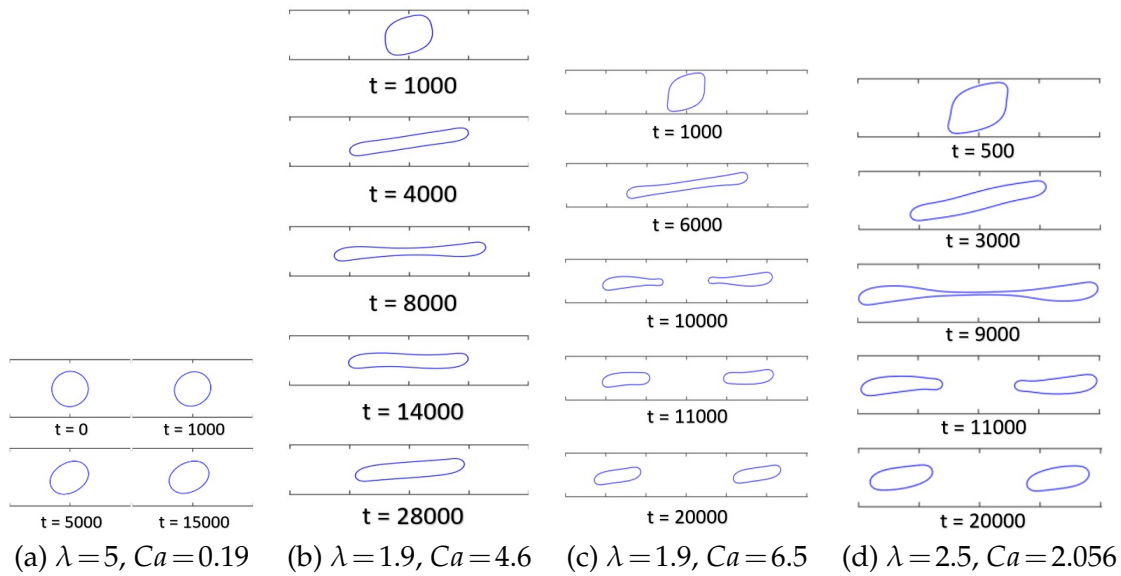 t = 0
t = 1000
t = 5000
t = 15000
(a) λ=5, Ca=0.19
t = 1000
t = 4000
t = 8000
t = 14000
t = 28000
(b) λ=1.9, Ca=4.6
t = 1000
t = 6000
t = 10000
t = 11000
t = 20000
(c) λ=1.9, Ca=6.5
t = 500
t = 3000
t = 9000
t = 11000
t = 20000
(d) λ=2.5, Ca=2.056